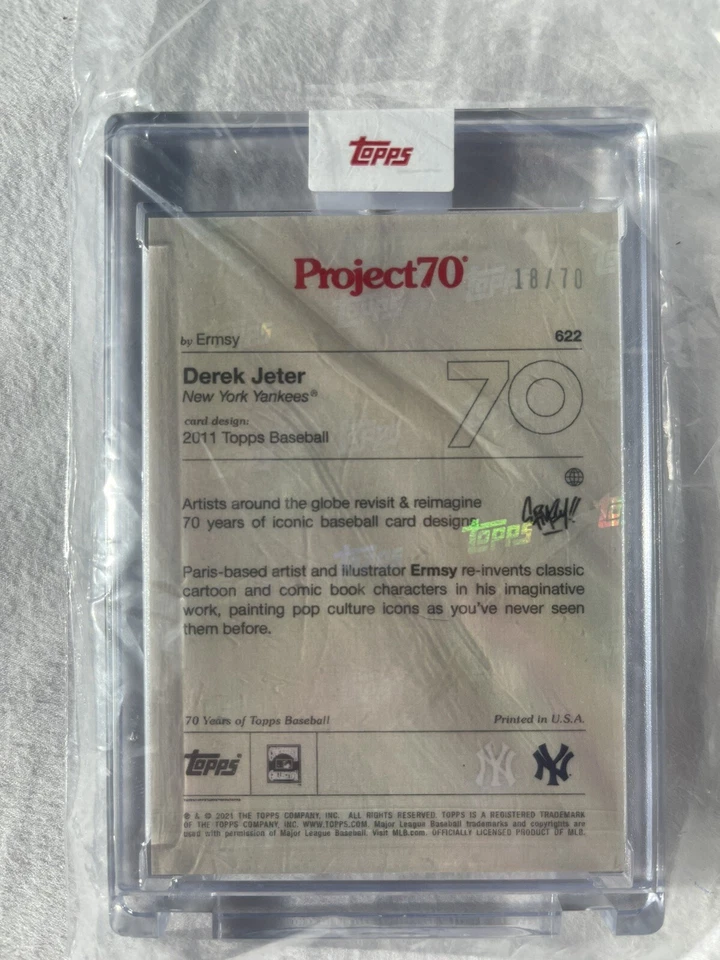 Topps
Project70® 18/70
by Ermsy 622
Derek Jeter
New York Yankees®
card design:
2011 Topps Baseball
70
Artists around the globe revisit & reimagine
70 years of iconic baseball card designs
Topps
Paris-based artist and illustrator Ermsy re-invents classic
cartoon and comic book characters in his imaginative
work, painting pop culture icons as you've never seen
them before.
70 Years of Topps Baseball Printed in U.S.A.
Topps NY NY
® & © 2021 THE TOPPS COMPANY, INC. ALL RIGHTS RESERVED. TOPPS IS A REGISTERED TRADEMARK
OF THE TOPPS COMPANY, INC. WWW.TOPPS.COM. Major League Baseball trademarks and copyrights are
used with permission of Major League Baseball. Visit MLB.com. OFFICIALLY LICENSED PRODUCT OF MLB.